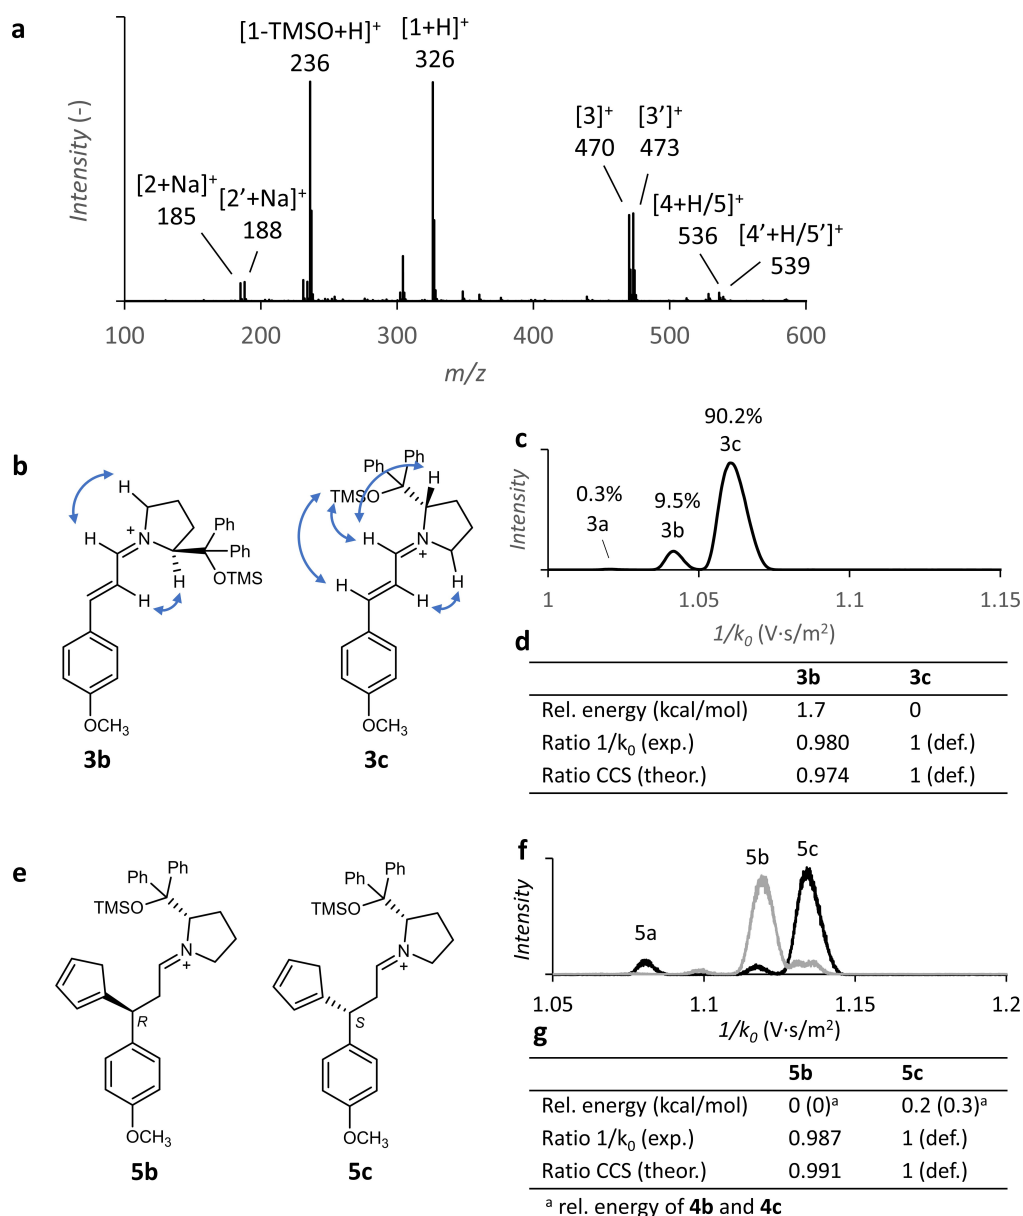 a
Intensity (-)
[1-TMSO+H]⁺
236
[1+H]⁺
326
[2+Na]⁺
185
[2′+Na]⁺
188
[3]⁺
470
[3′]⁺
473
[4+H/5]⁺
536
[4′+H/5′]⁺
539
100 200 300 400 500 600
m/z
b
H
H
N
+
Ph
Ph
OTMS
H
H
OCH₃
3b
Ph
Ph
H
TMSO
H
N
+
H
H
H
OCH₃
3c
c
Intensity
0.3%
3a
9.5%
3b
90.2%
3c
1 1.05 1.1 1.15
1/k₀ (V·s/m²)
d
3b 3c
Rel. energy (kcal/mol) 1.7 0
Ratio 1/k₀ (exp.) 0.980 1 (def.)
Ratio CCS (theor.) 0.974 1 (def.)
e
Ph
Ph
TMSO
N
+
R
OCH₃
5b
Ph
Ph
TMSO
N
+
S
OCH₃
5c
f
Intensity
5a
5b
5c
1.05 1.1 1.15 1.2
1/k₀ (V·s/m²)
g
5b 5c
Rel. energy (kcal/mol) 0 (0)ᵃ 0.2 (0.3)ᵃ
Ratio 1/k₀ (exp.) 0.987 1 (def.)
Ratio CCS (theor.) 0.991 1 (def.)
ᵃ rel. energy of 4b and 4c